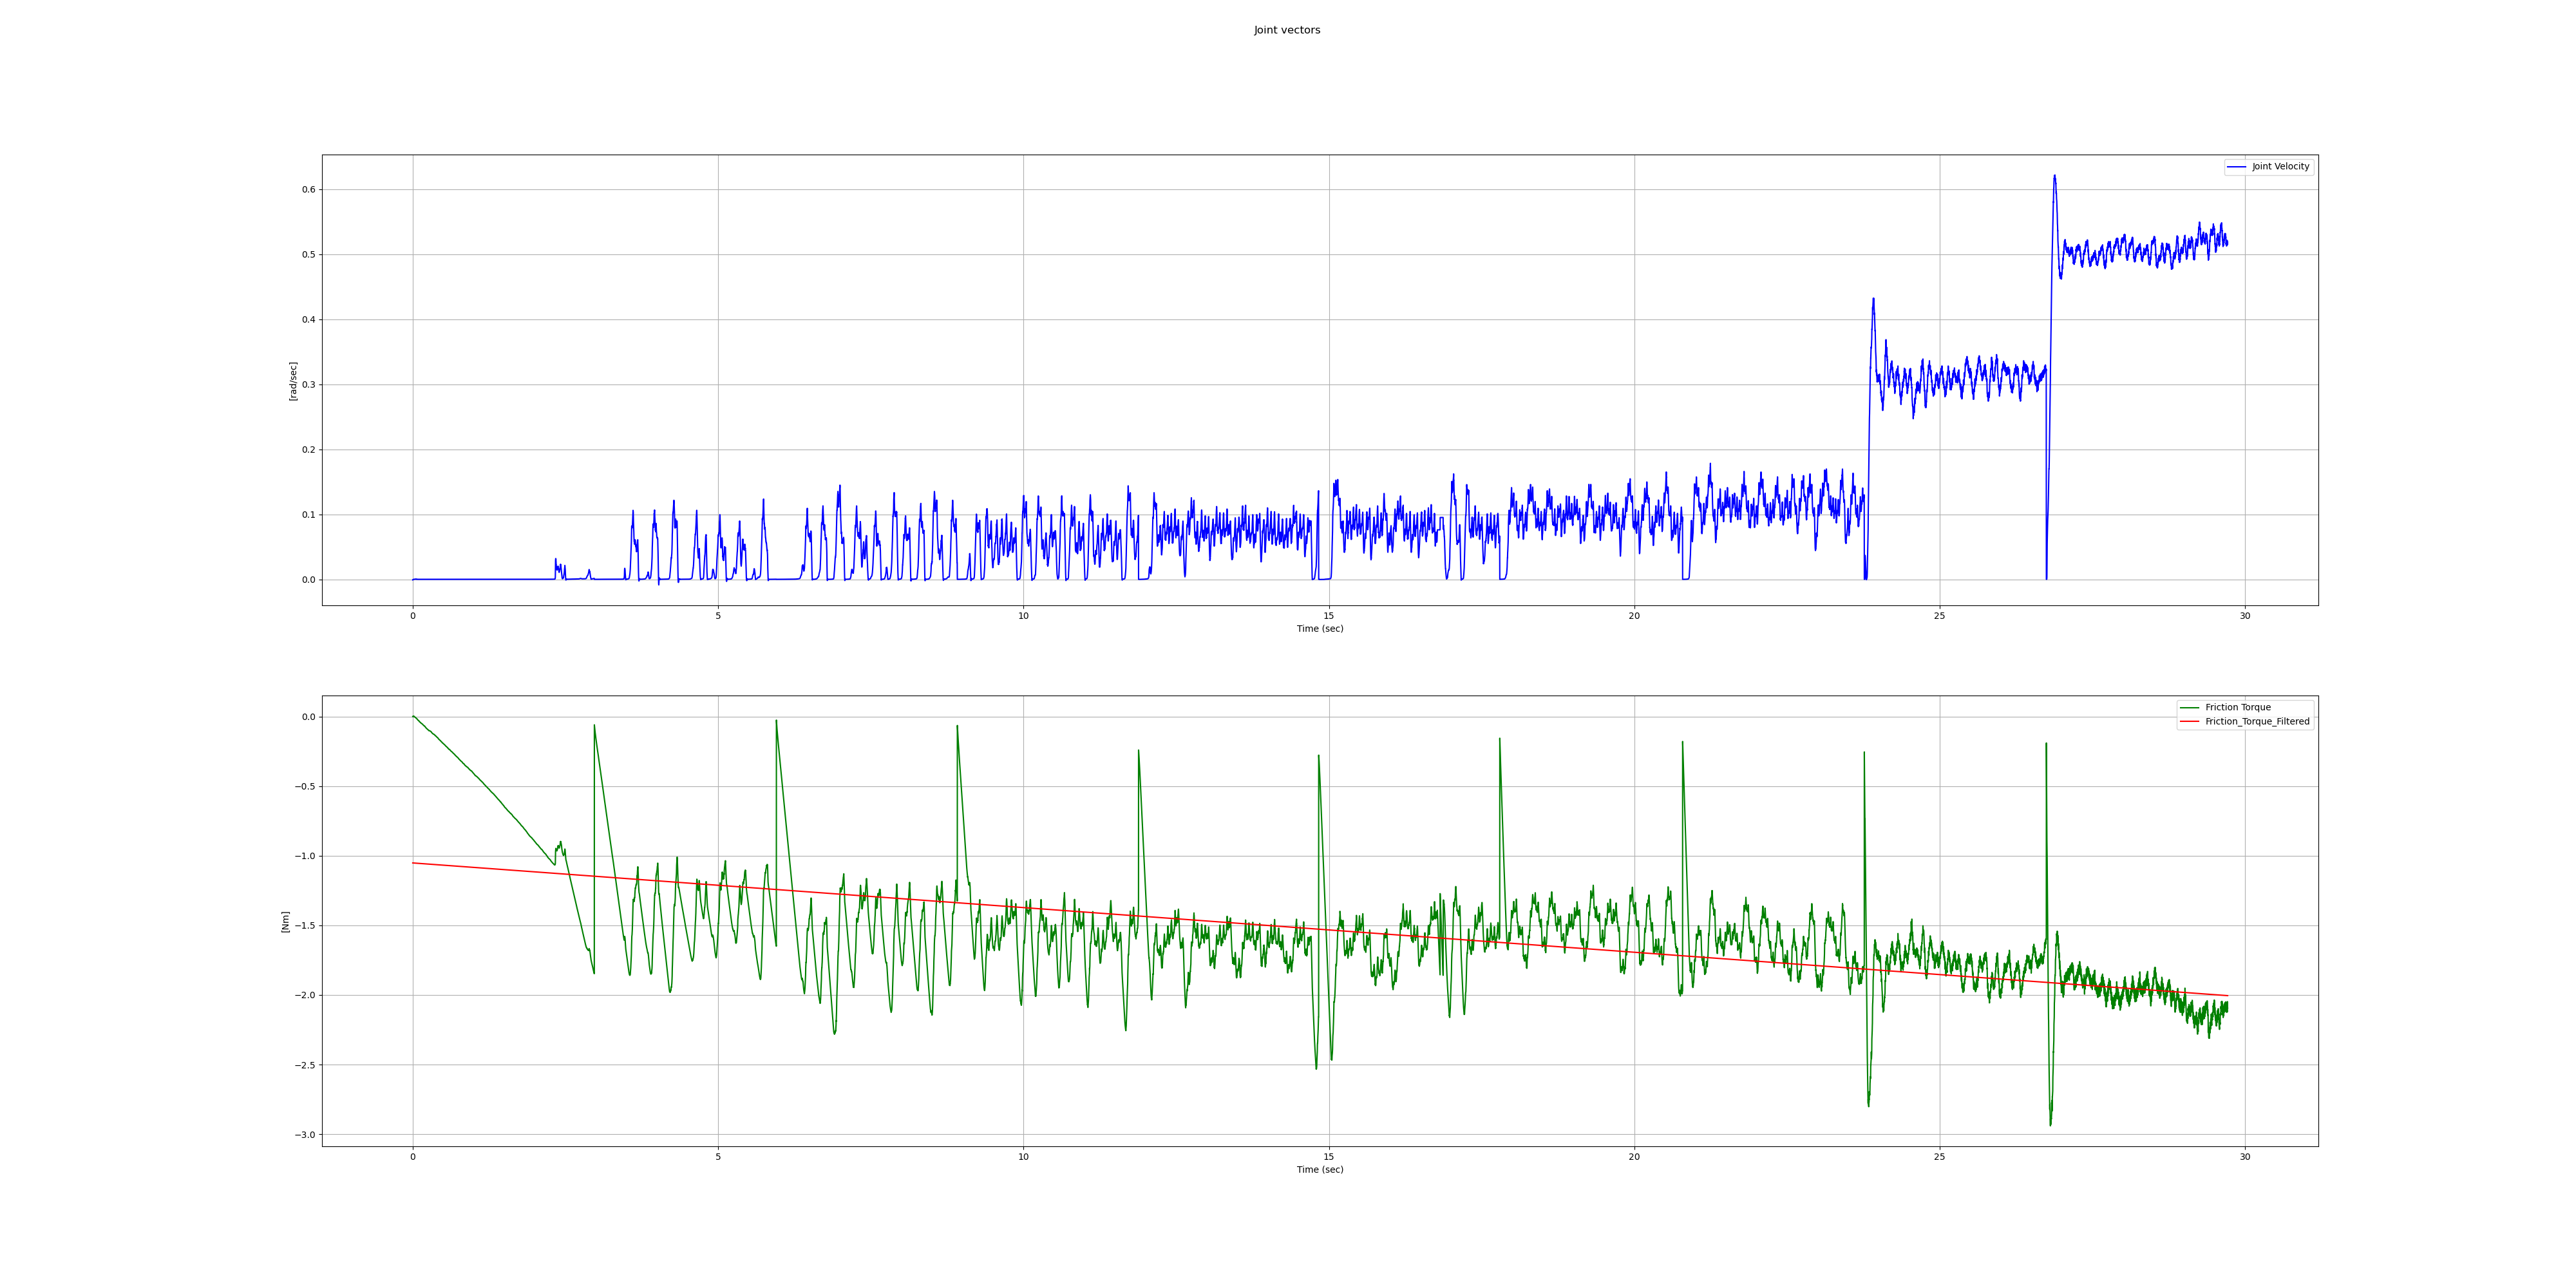 Joint vectors
Joint Velocity
0.6
0.5
0.4
0.3
0.2
0.1
0.0
[rad/sec]
0 5 10 15 20 25 30
Time (sec)
Friction Torque
Friction_Torque_Filtered
0.0
−0.5
−1.0
−1.5
−2.0
−2.5
−3.0
[Nm]
0 5 10 15 20 25 30
Time (sec)